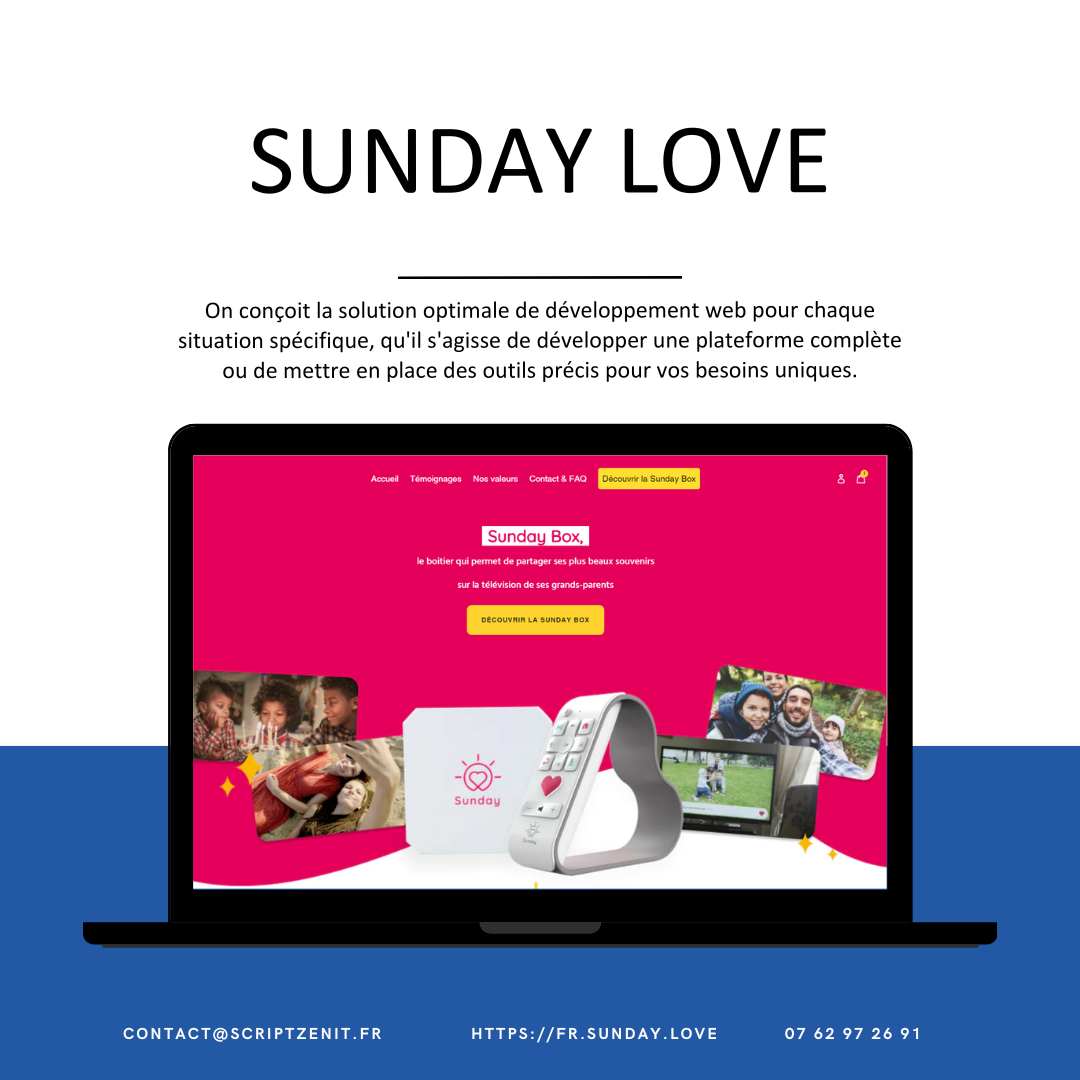 SUNDAY LOVE
On conçoit la solution optimale de développement web pour chaque
situation spécifique, qu'il s'agisse de développer une plateforme complète
ou de mettre en place des outils précis pour vos besoins uniques.
Accueil Témoignages Nos valeurs Contact & FAQ Découvrir la Sunday Box 1
Sunday Box,
le boitier qui permet de partager ses plus beaux souvenirs
sur la télévision de ses grands-parents
DÉCOUVRIR LA SUNDAY BOX
Sunday
Sunday
CONTACT@SCRIPTZENIT.FR HTTPS://FR.SUNDAY.LOVE 07 62 97 26 91